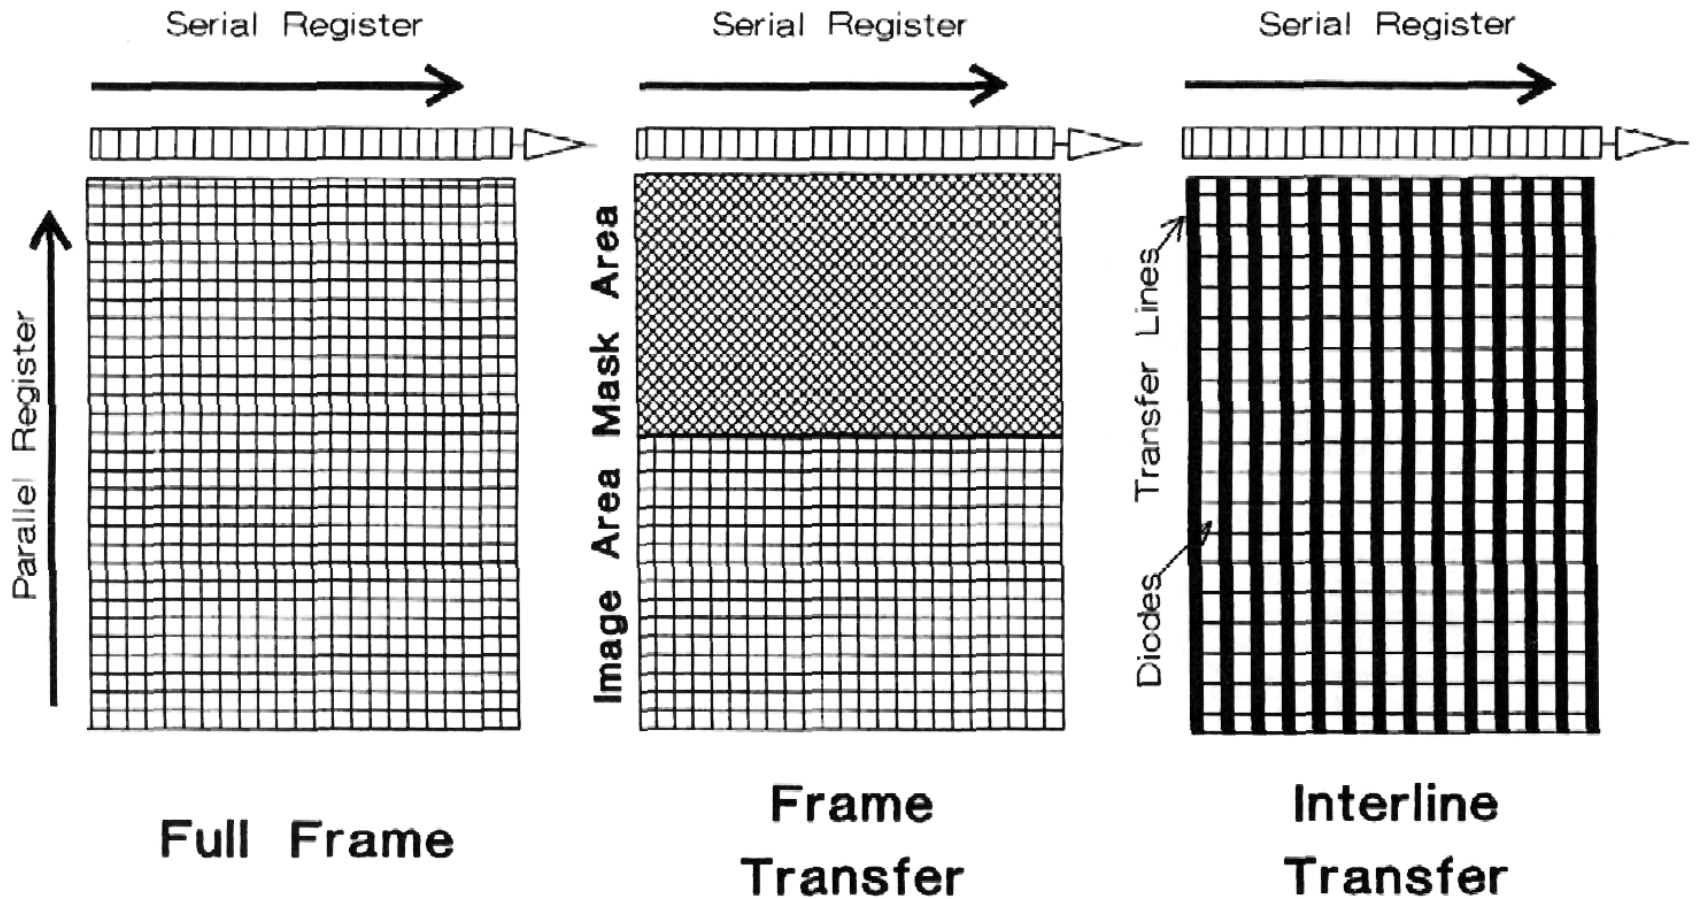 Serial Register
Serial Register
Serial Register
Parallel Register
Image Area Mask Area
Transfer Lines
Diodes
Full Frame
Frame
Transfer
Interline
Transfer